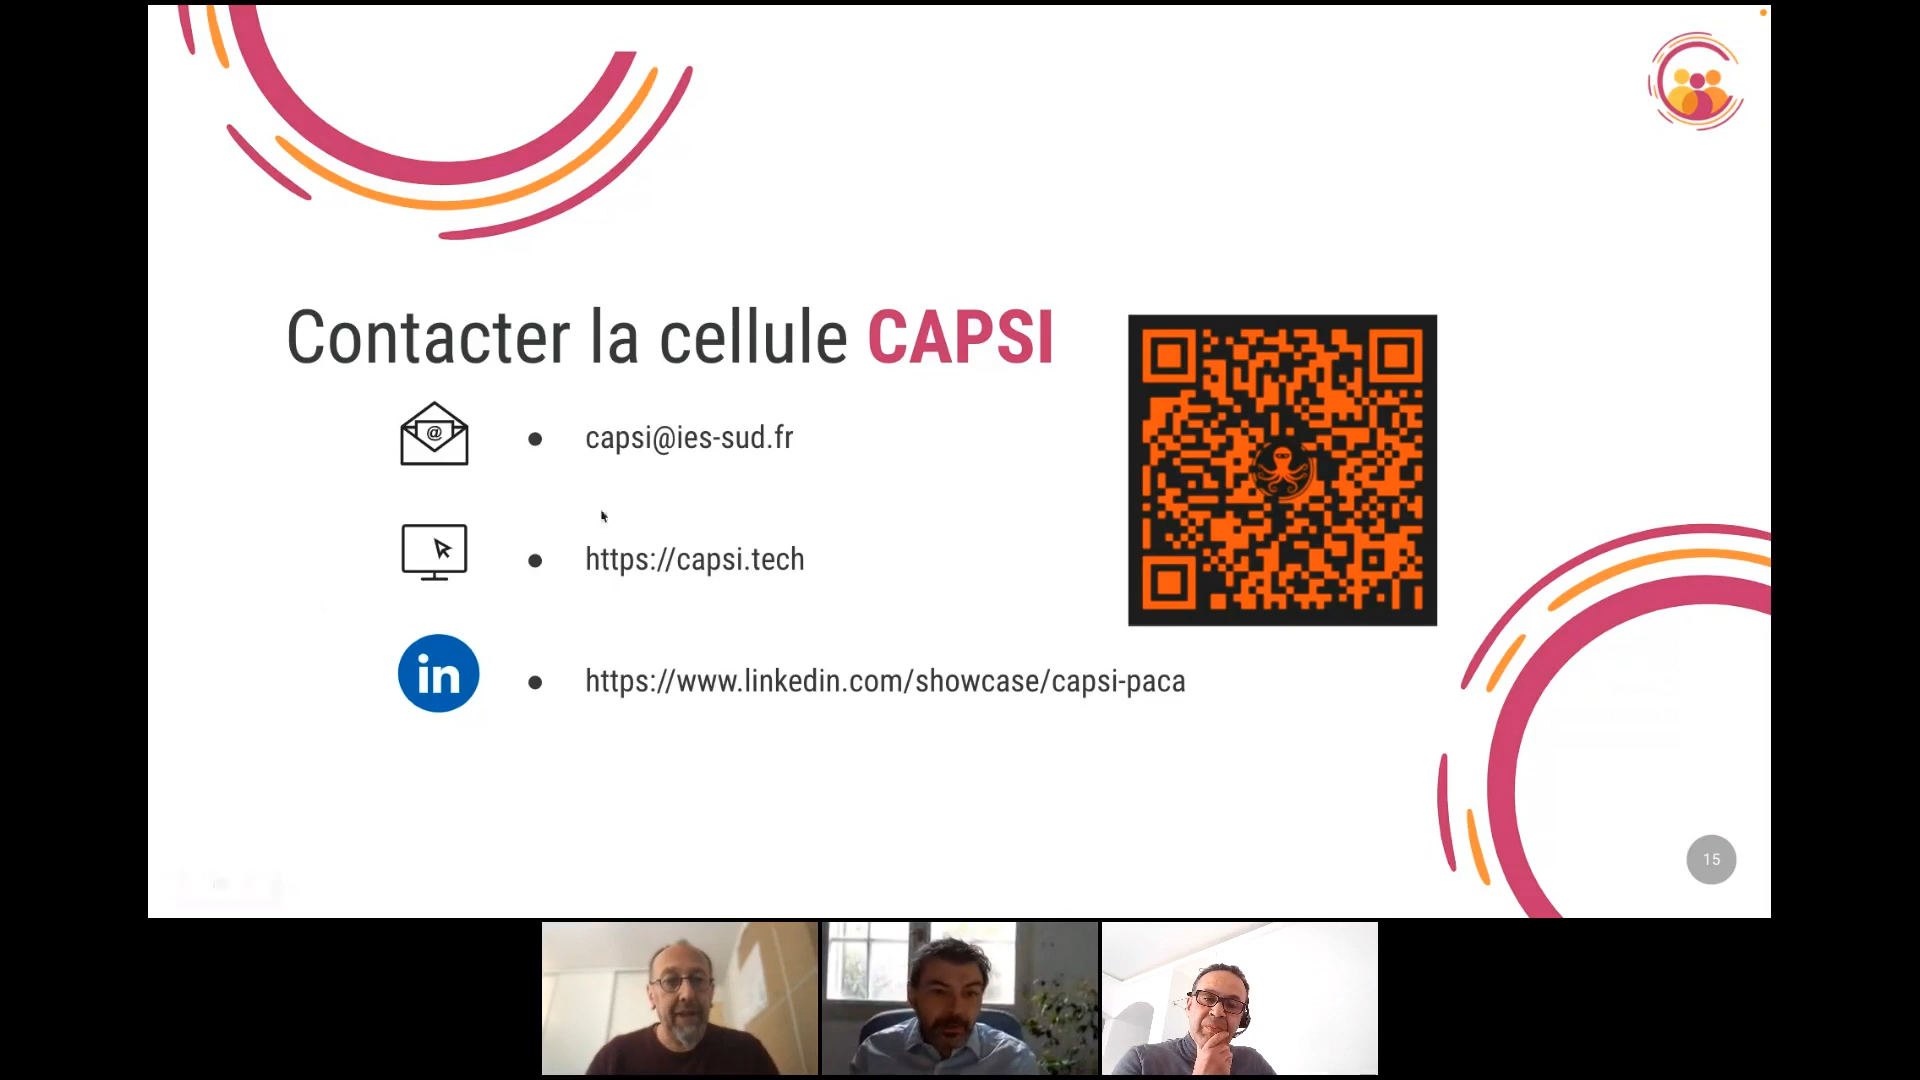 Contacter la cellule CAPSI
@
• capsi@ies-sud.fr
• https://capsi.tech
in
• https://www.linkedin.com/showcase/capsi-paca
15